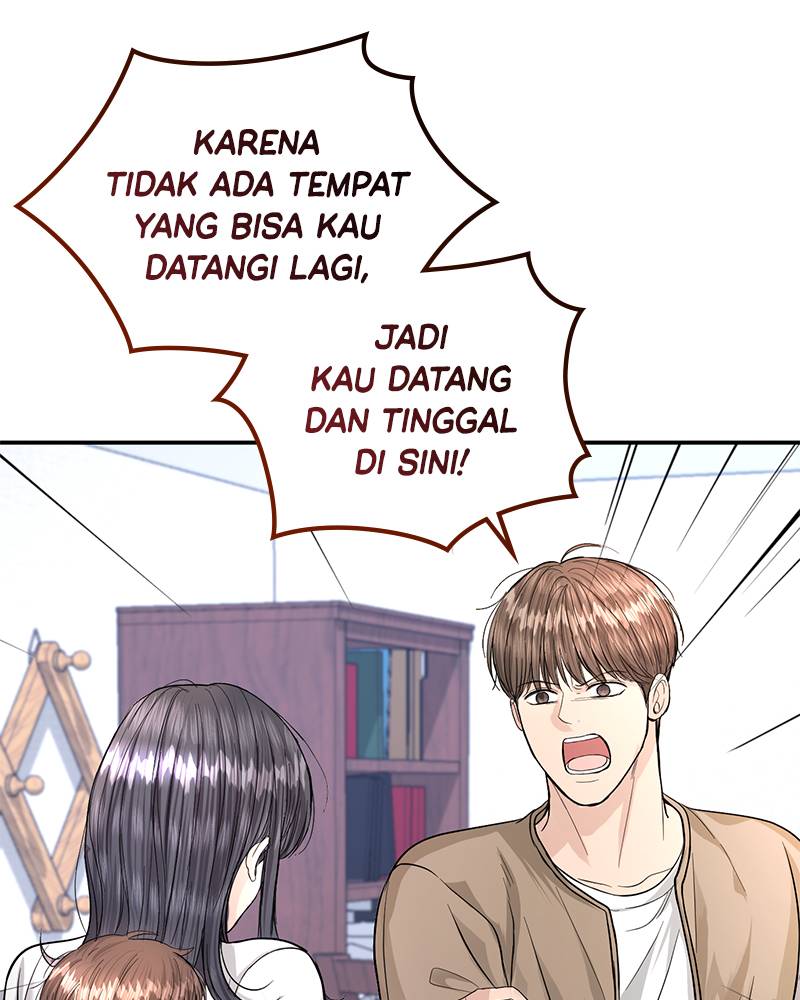 KARENA
TIDAK ADA TEMPAT
YANG BISA KAU
DATANGI LAGI,
JADI
KAU DATANG
DAN TINGGAL
DI SINI!